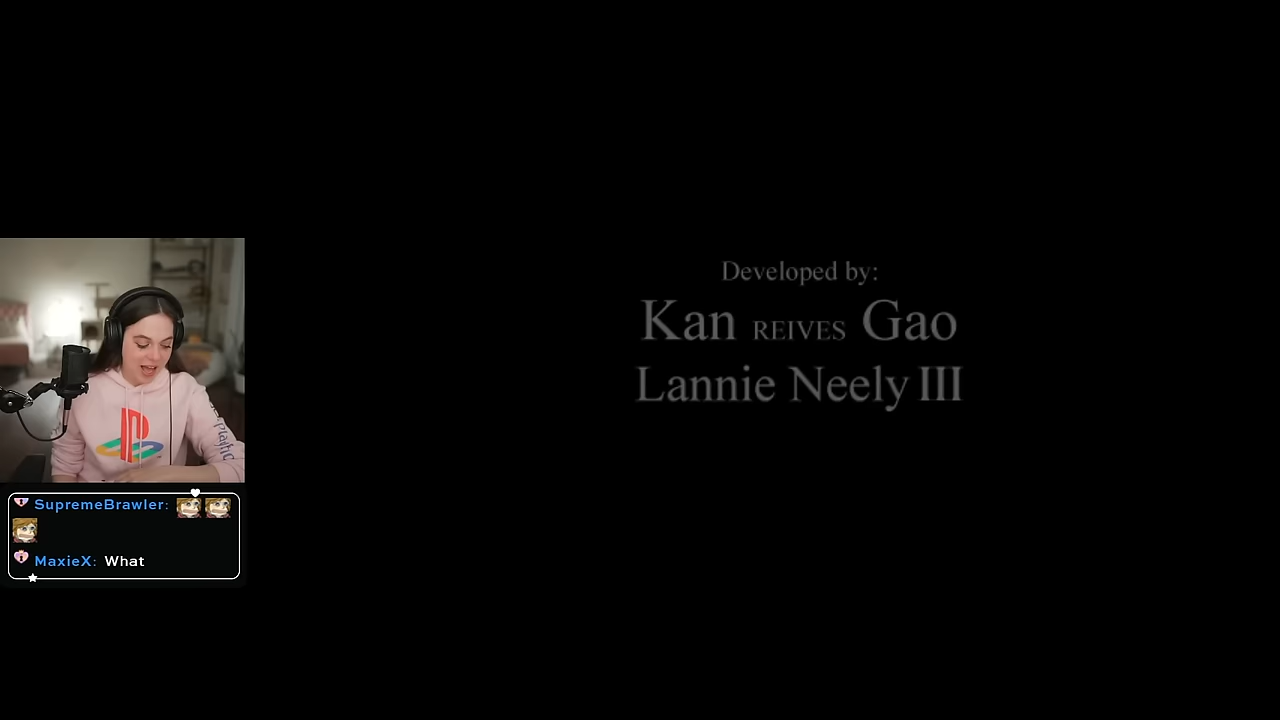 Developed by:
Kan REIVES Gao
Lannie Neely III
SupremeBrawler:
MaxieX: What